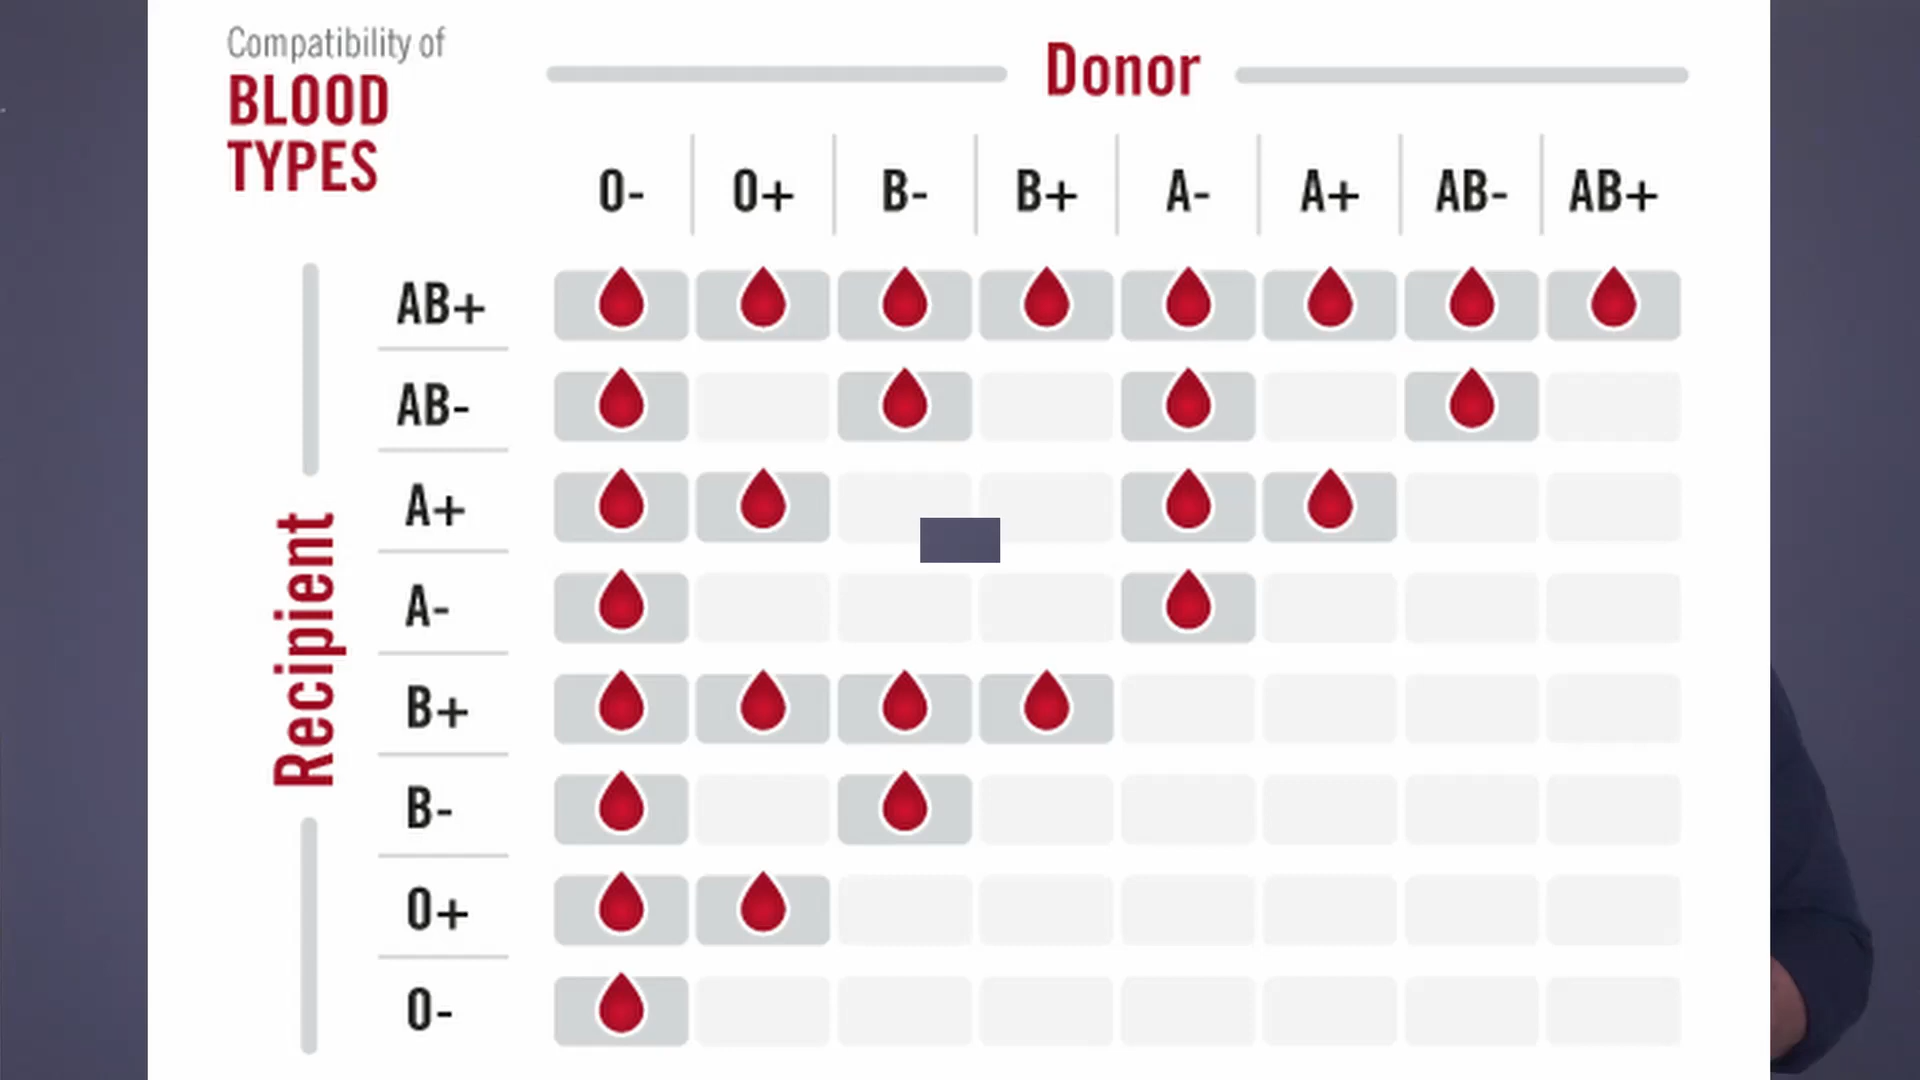 Compatibility of
BLOOD
TYPES
Donor
O- O+ B- B+ A- A+ AB- AB+
Recipient
AB+
AB-
A+
A-
B+
B-
O+
O-